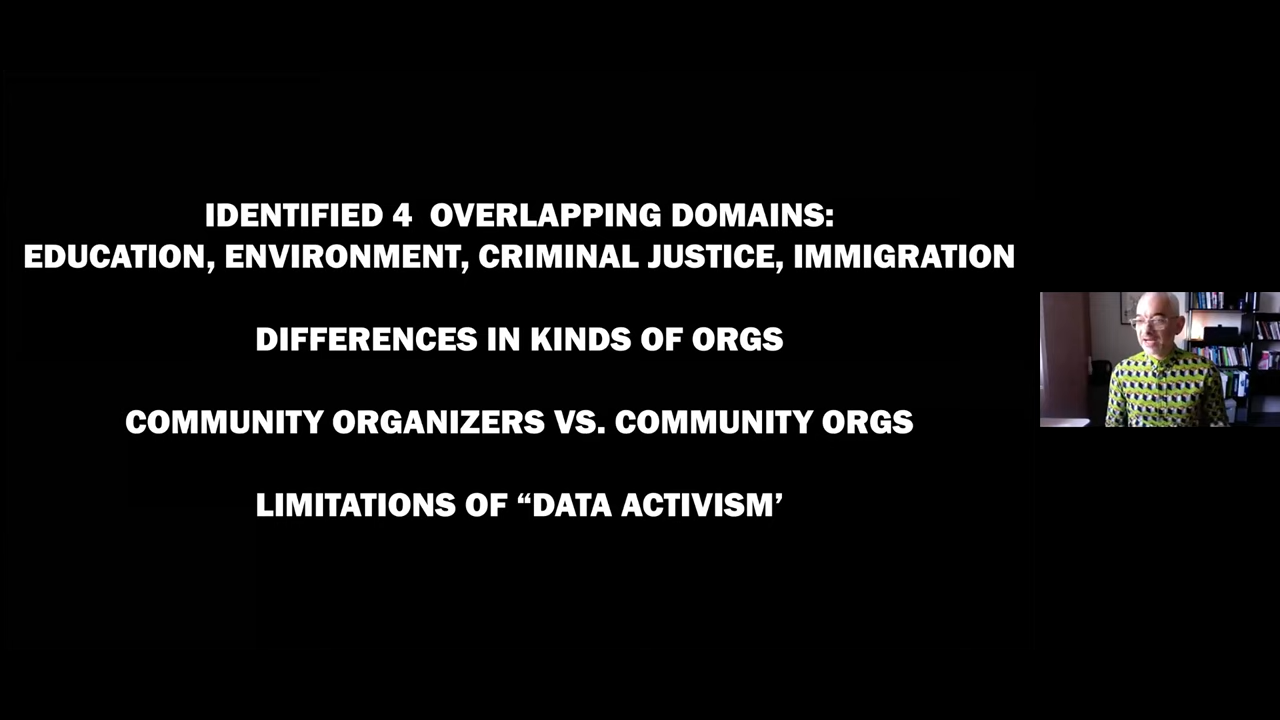 IDENTIFIED 4  OVERLAPPING DOMAINS:
EDUCATION, ENVIRONMENT, CRIMINAL JUSTICE, IMMIGRATION
DIFFERENCES IN KINDS OF ORGS
COMMUNITY ORGANIZERS VS. COMMUNITY ORGS
LIMITATIONS OF “DATA ACTIVISM’